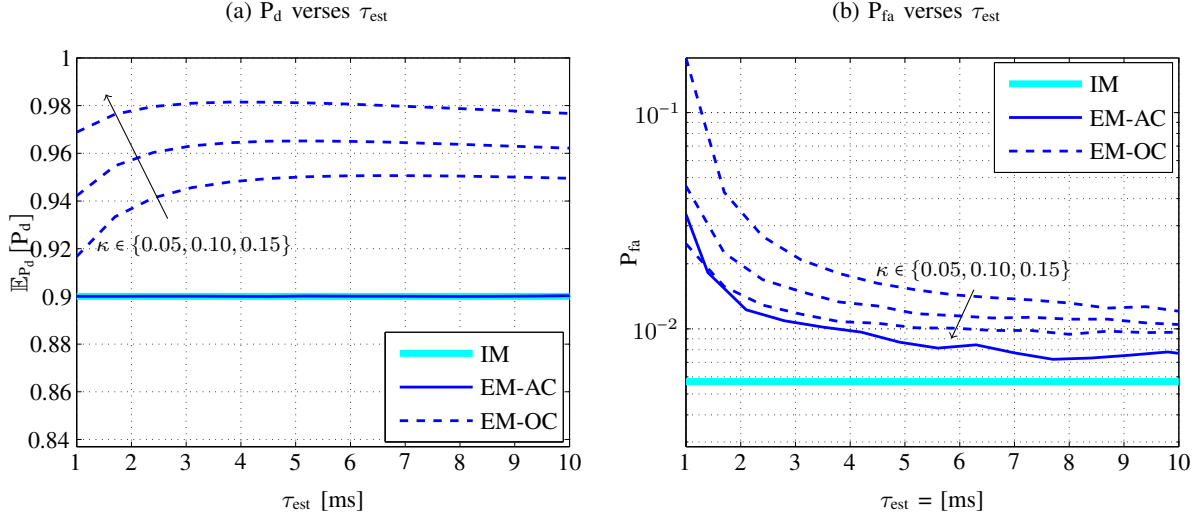 (a) P_d verses τ_est
1
0.98
0.96
0.94
0.92
0.9
0.88
0.86
0.84
𝔼_{P_d} [P_d]
κ ∈ {0.05, 0.10, 0.15}
IM
EM-AC
EM-OC
1 2 3 4 5 6 7 8 9 10
τ_est [ms]
(b) P_fa verses τ_est
10^{-1}
10^{-2}
P_fa
IM
EM-AC
EM-OC
κ ∈ {0.05, 0.10, 0.15}
1 2 3 4 5 6 7 8 9 10
τ_est = [ms]